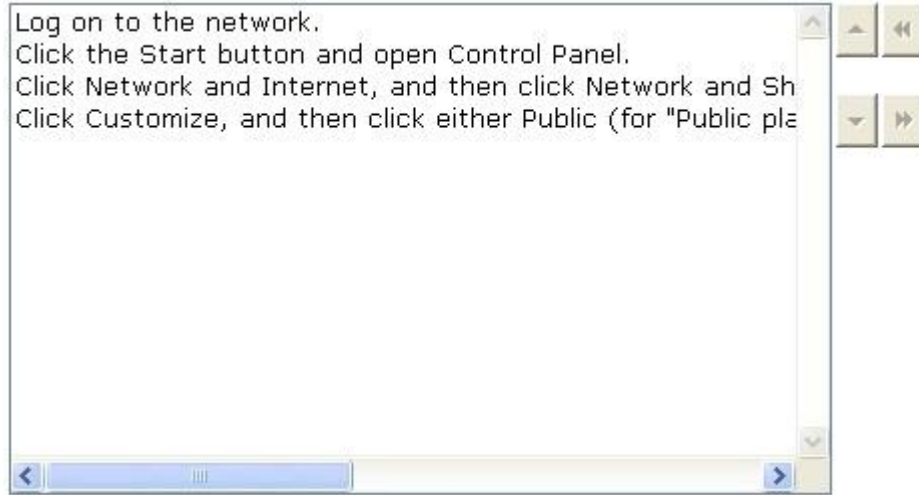 Log on to the network.
Click the Start button and open Control Panel.
Click Network and Internet, and then click Network and Sh
Click Customize, and then click either Public (for "Public pla